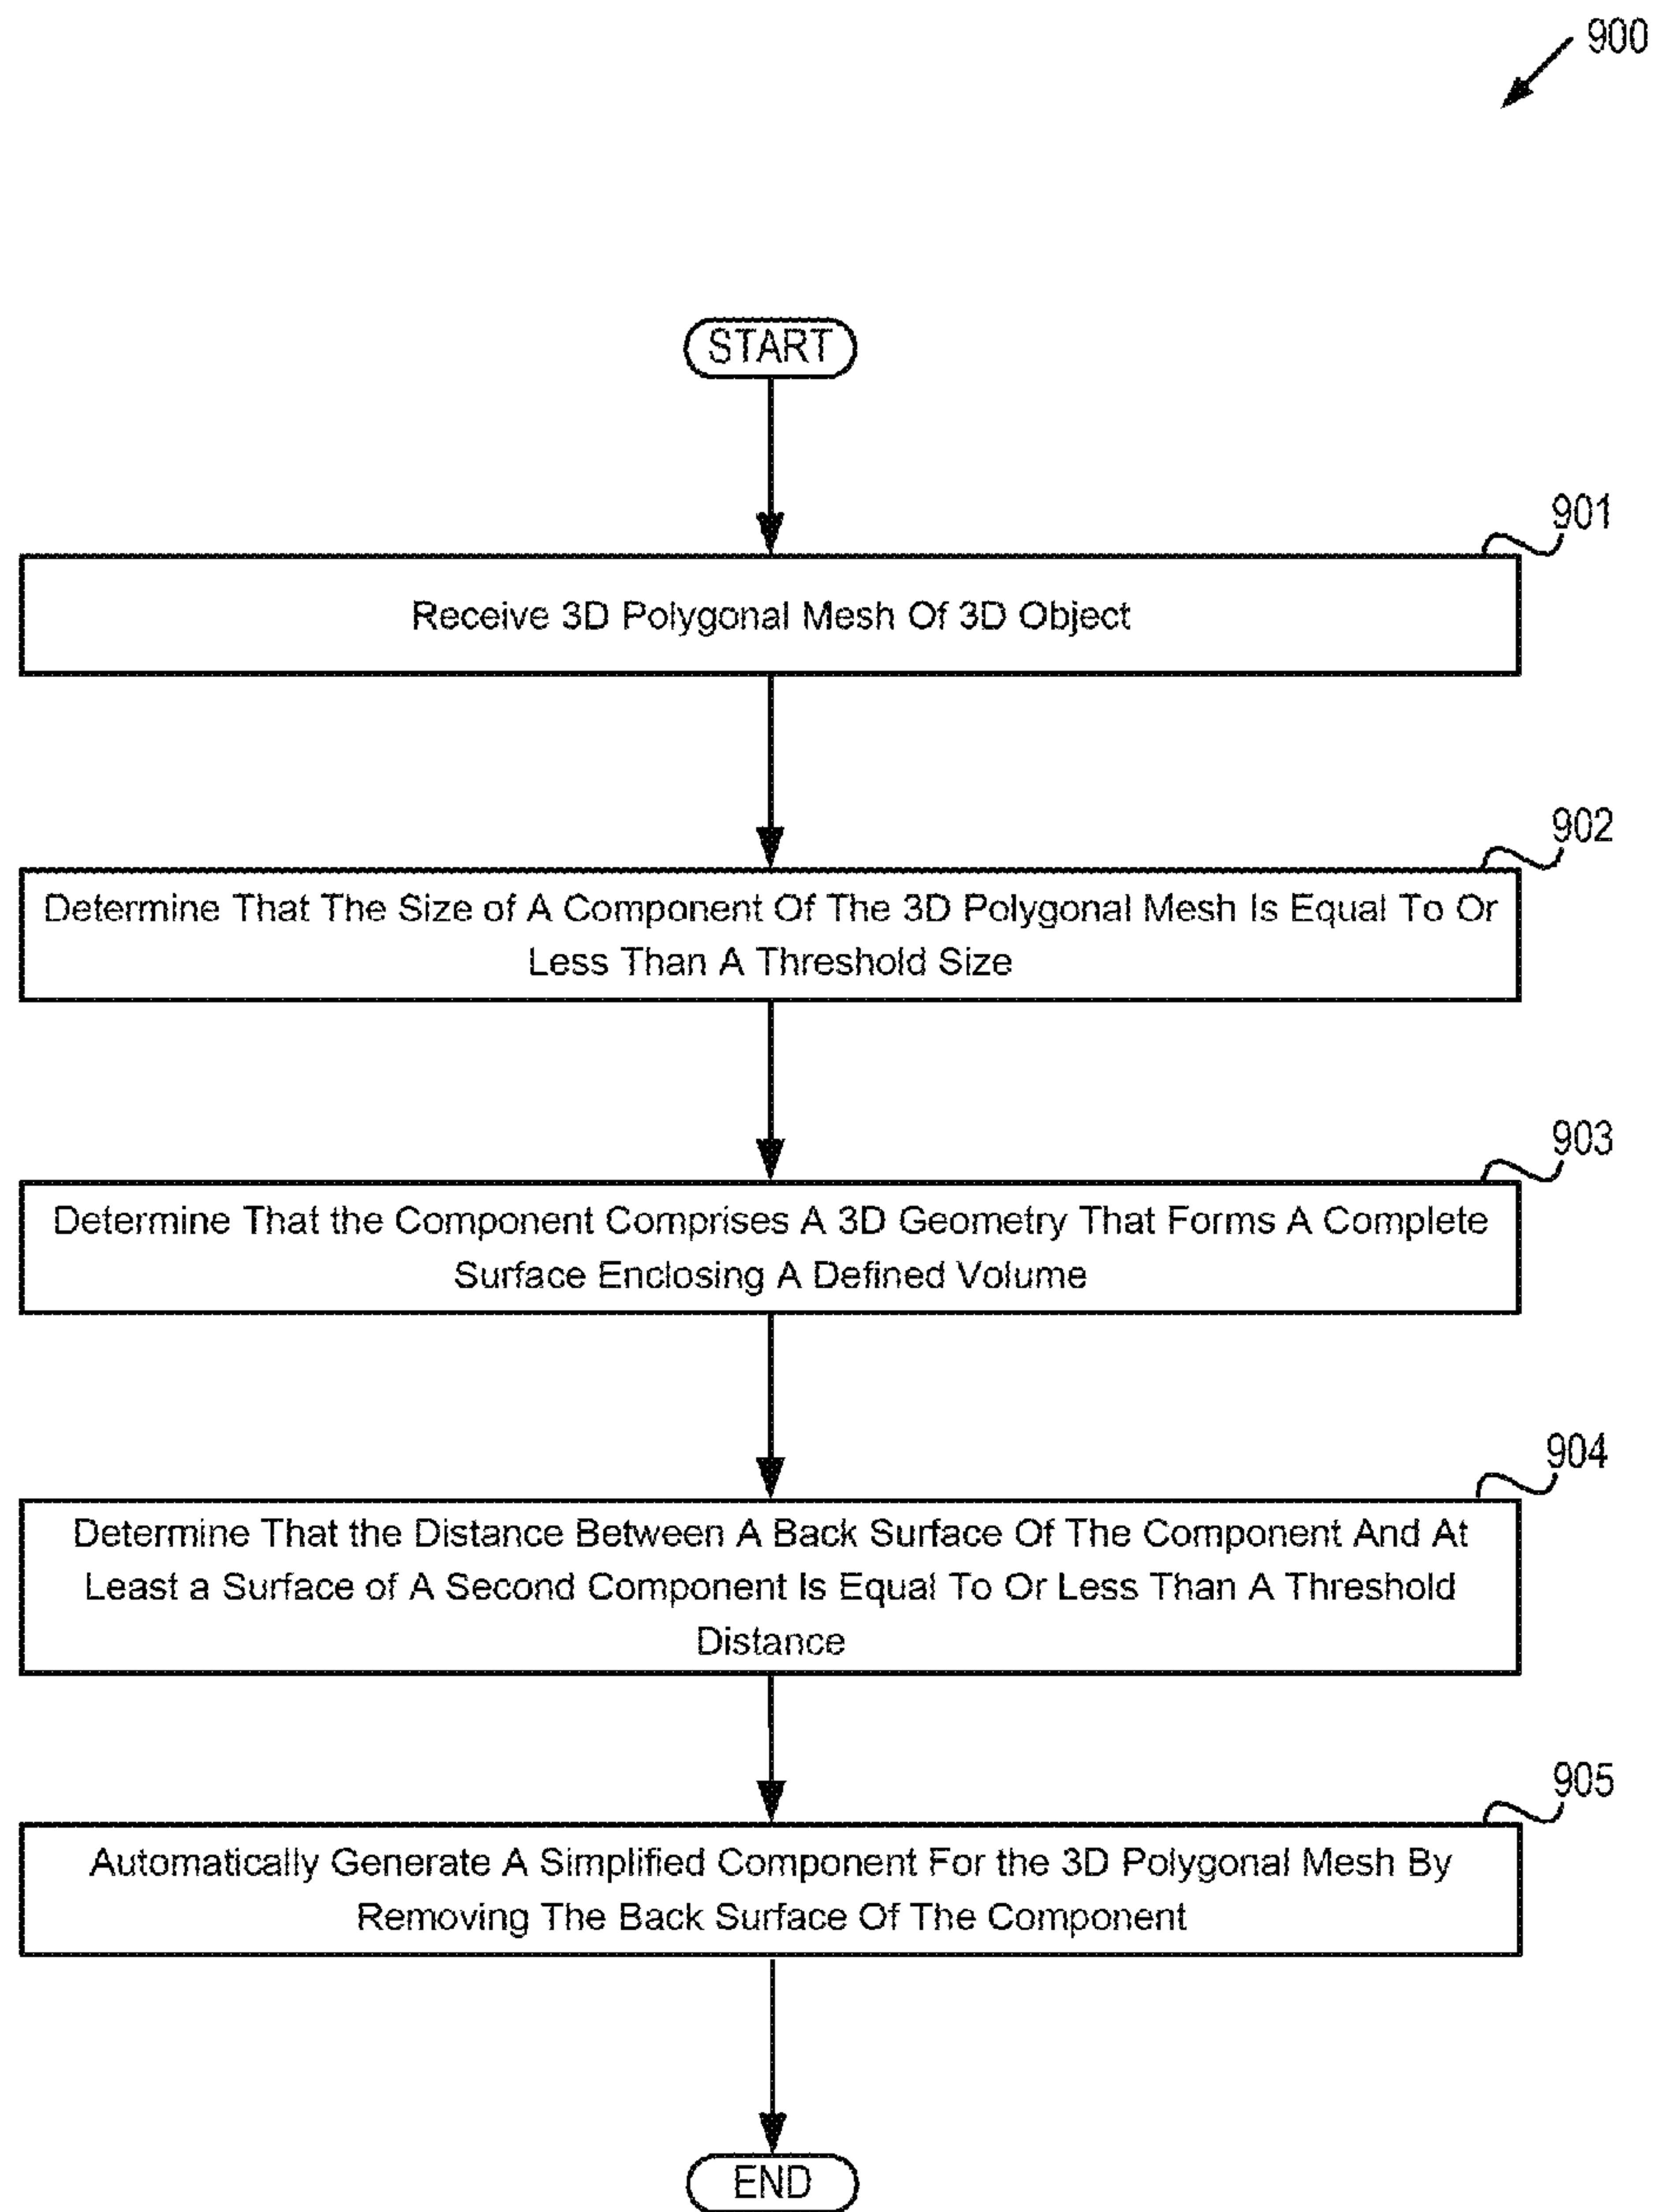 900
START
901
Receive 3D Polygonal Mesh Of 3D Object
902
Determine That The Size of A Component Of The 3D Polygonal Mesh Is Equal To Or
Less Than A Threshold Size
903
Determine That the Component Comprises A 3D Geometry That Forms A Complete
Surface Enclosing A Defined Volume
904
Determine That the Distance Between A Back Surface Of The Component And At
Least a Surface of A Second Component Is Equal To Or Less Than A Threshold
Distance
905
Automatically Generate A Simplified Component For the 3D Polygonal Mesh By
Removing The Back Surface Of The Component
END